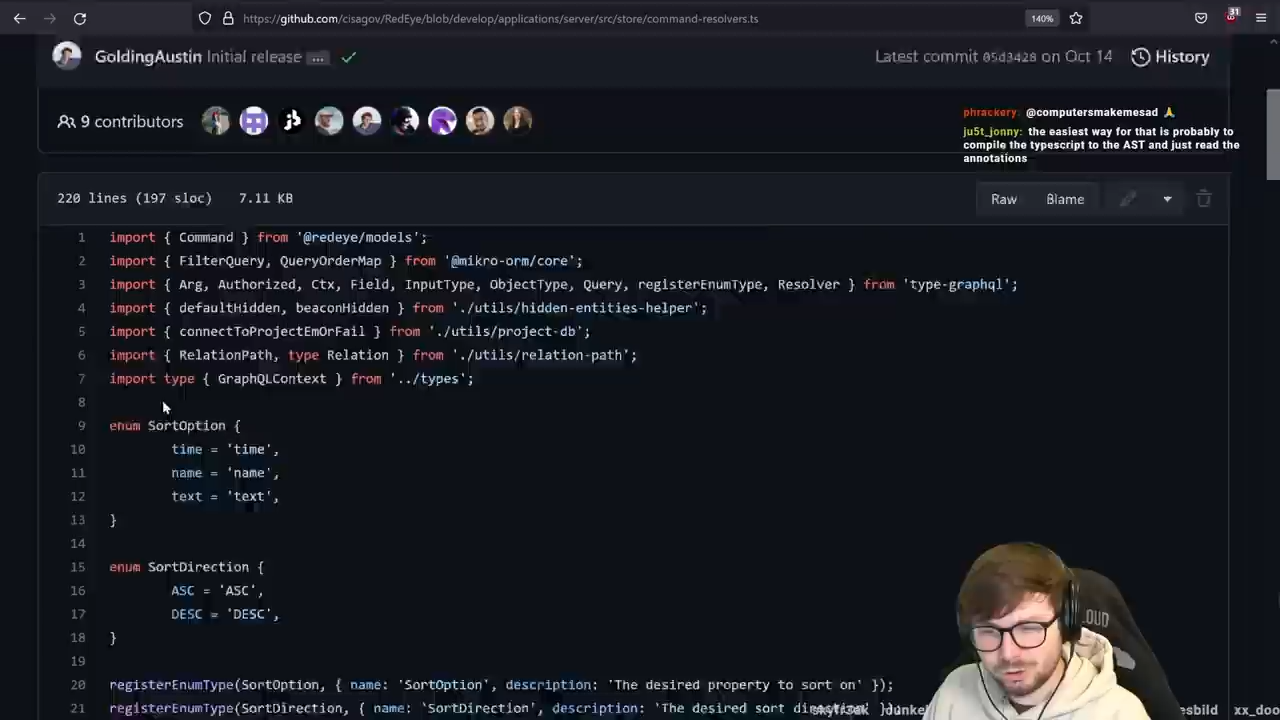 https://github.com/cisagov/RedEye/blob/develop/applications/server/src/store/command-resolvers.ts
140%
31
GoldingAustin Initial release ...
Latest commit 05d3428 on Oct 14
History
9 contributors
phrackery: @computersmakemesad 🙏
ju5t_jonny: the easiest way for that is probably to
compile the typescript to the AST and just read the
annotations
220 lines (197 sloc) 7.11 KB
Raw Blame
1 import { Command } from '@redeye/models';
2 import { FilterQuery, QueryOrderMap } from '@mikro-orm/core';
3 import { Arg, Authorized, Ctx, Field, InputType, ObjectType, Query, registerEnumType, Resolver } from 'type-graphql';
4 import { defaultHidden, beaconHidden } from './utils/hidden-entities-helper';
5 import { connectToProjectEmOrFail } from './utils/project-db';
6 import { RelationPath, type Relation } from './utils/relation-path';
7 import type { GraphQLContext } from '../types';
8
9 enum SortOption {
10 time = 'time',
11 name = 'name',
12 text = 'text',
13 }
14
15 enum SortDirection {
16 ASC = 'ASC',
17 DESC = 'DESC',
18 }
19
20 registerEnumType(SortOption, { name: 'SortOption', description: 'The desired property to sort on' });
21 registerEnumType(SortDirection, { name: 'SortDirection', description: 'The desired sort direction' });
LOUD